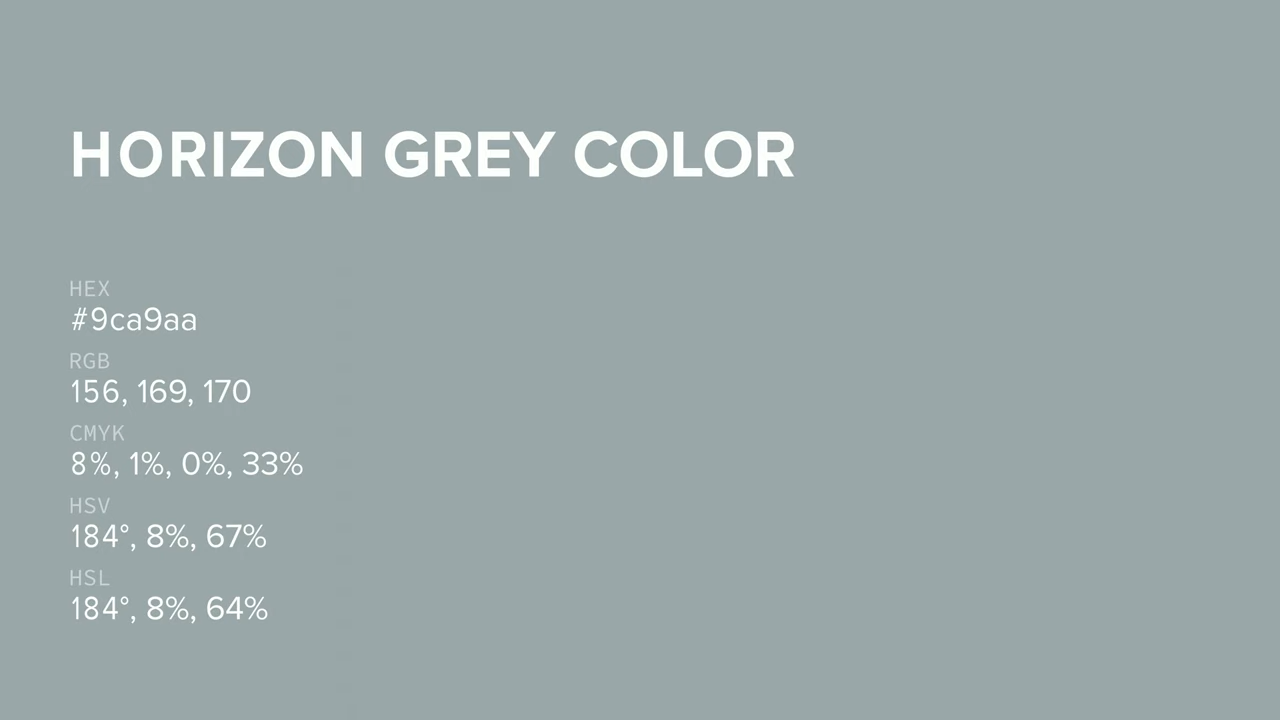 HORIZON GREY COLOR
HEX
#9ca9aa
RGB
156, 169, 170
CMYK
8%, 1%, 0%, 33%
HSV
184°, 8%, 67%
HSL
184°, 8%, 64%